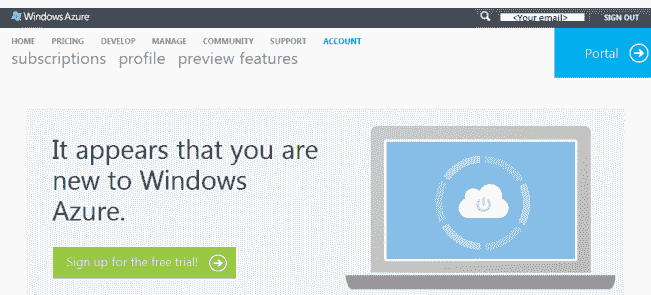 Windows Azure
<Your email> SIGN OUT
HOME PRICING DEVELOP MANAGE COMMUNITY SUPPORT ACCOUNT
subscriptions profile preview features
Portal
It appears that you are
new to Windows
Azure.
Sign up for the free trial!